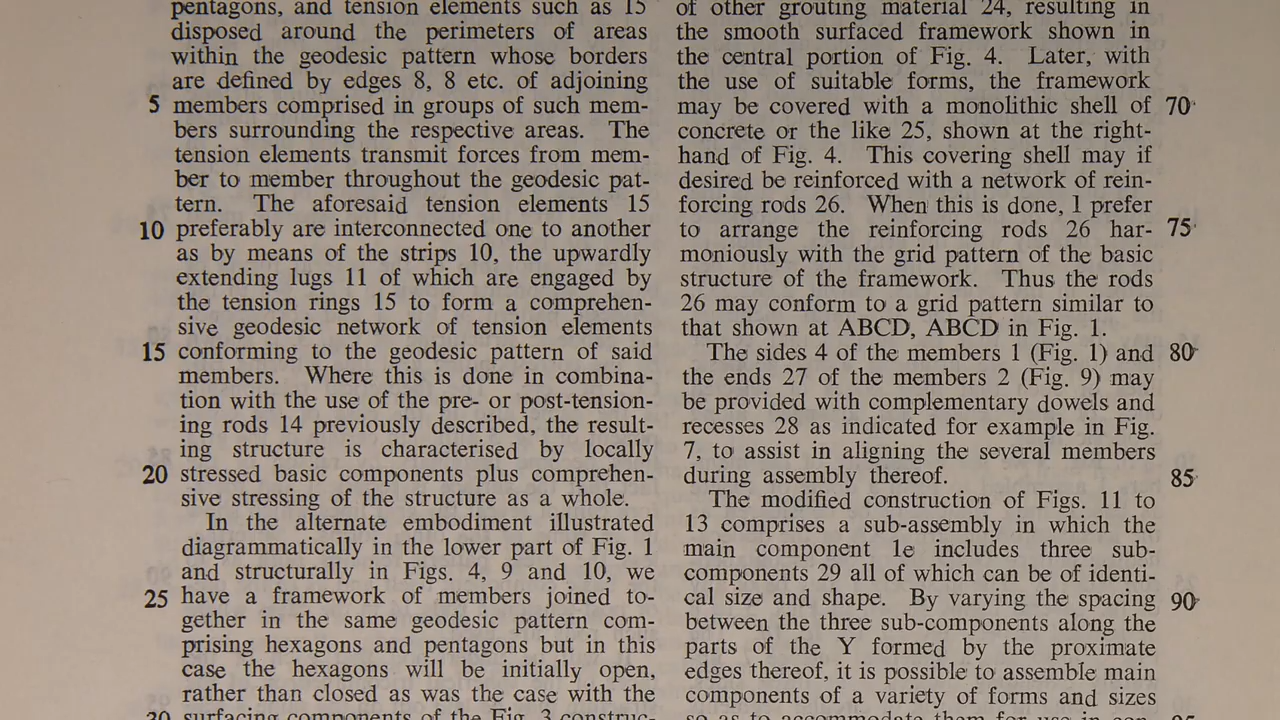 pentagons, and tension elements such as 15
disposed around the perimeters of areas
within the geodesic pattern whose borders
are defined by edges 8, 8 etc. of adjoining
5 members comprised in groups of such mem-
bers surrounding the respective areas. The
tension elements transmit forces from mem-
ber to member throughout the geodesic pat-
tern. The aforesaid tension elements 15
10 preferably are interconnected one to another
as by means of the strips 10, the upwardly
extending lugs 11 of which are engaged by
the tension rings 15 to form a comprehen-
sive geodesic network of tension elements
15 conforming to the geodesic pattern of said
members. Where this is done in combina-
tion with the use of the pre- or post-tension-
ing rods 14 previously described, the result-
ing structure is characterised by locally
20 stressed basic components plus comprehen-
sive stressing of the structure as a whole.
In the alternate embodiment illustrated
diagrammatically in the lower part of Fig. 1
and structurally in Figs. 4, 9 and 10, we
25 have a framework of members joined to-
gether in the same geodesic pattern com-
prising hexagons and pentagons but in this
case the hexagons will be initially open,
rather than closed as was the case with the
30 surfacing components of the Fig. 3 construc-
of other grouting material 24, resulting in
the smooth surfaced framework shown in
the central portion of Fig. 4. Later, with
the use of suitable forms, the framework
may be covered with a monolithic shell of 70
concrete or the like 25, shown at the right-
hand of Fig. 4. This covering shell may if
desired be reinforced with a network of rein-
forcing rods 26. When this is done, I prefer
to arrange the reinforcing rods 26 har- 75
moniously with the grid pattern of the basic
structure of the framework. Thus the rods
26 may conform to a grid pattern similar to
that shown at ABCD, ABCD in Fig. 1.
The sides 4 of the members 1 (Fig. 1) and 80
the ends 27 of the members 2 (Fig. 9) may
be provided with complementary dowels and
recesses 28 as indicated for example in Fig.
7, to assist in aligning the several members
during assembly thereof. 85
The modified construction of Figs. 11 to
13 comprises a sub-assembly in which the
main component 1e includes three sub-
components 29 all of which can be of identi-
cal size and shape. By varying the spacing 90
between the three sub-components along the
parts of the Y formed by the proximate
edges thereof, it is possible to assemble main
components of a variety of forms and sizes
so as to accommodate them for use in con- 95